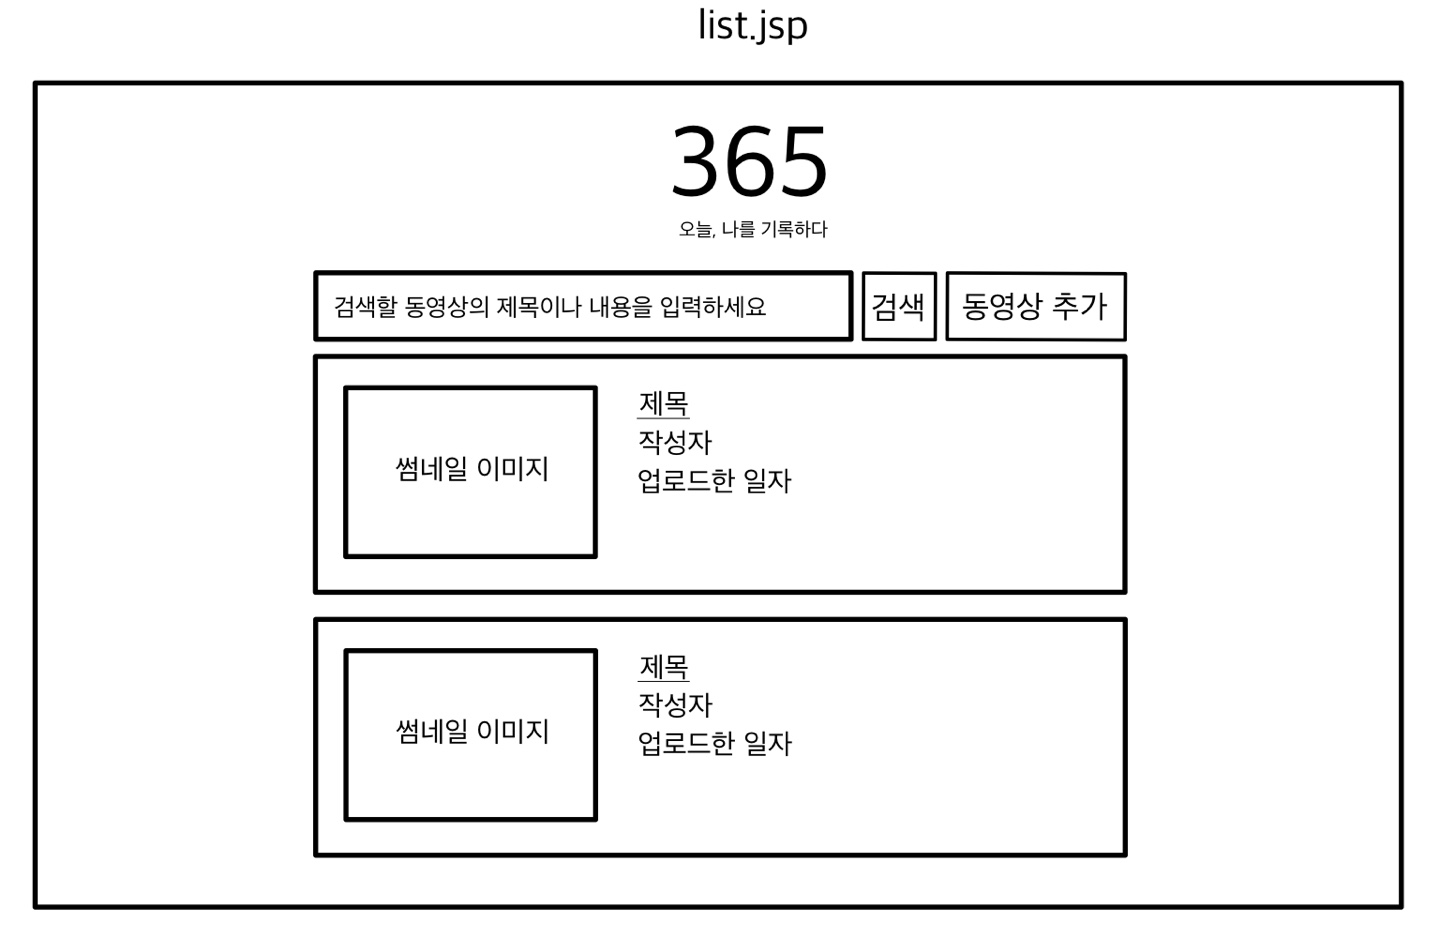 list.jsp
365
오늘, 나를 기록하다
검색할 동영상의 제목이나 내용을 입력하세요 검색 동영상 추가
썸네일 이미지
제목
작성자
업로드한 일자
썸네일 이미지
제목
작성자
업로드한 일자